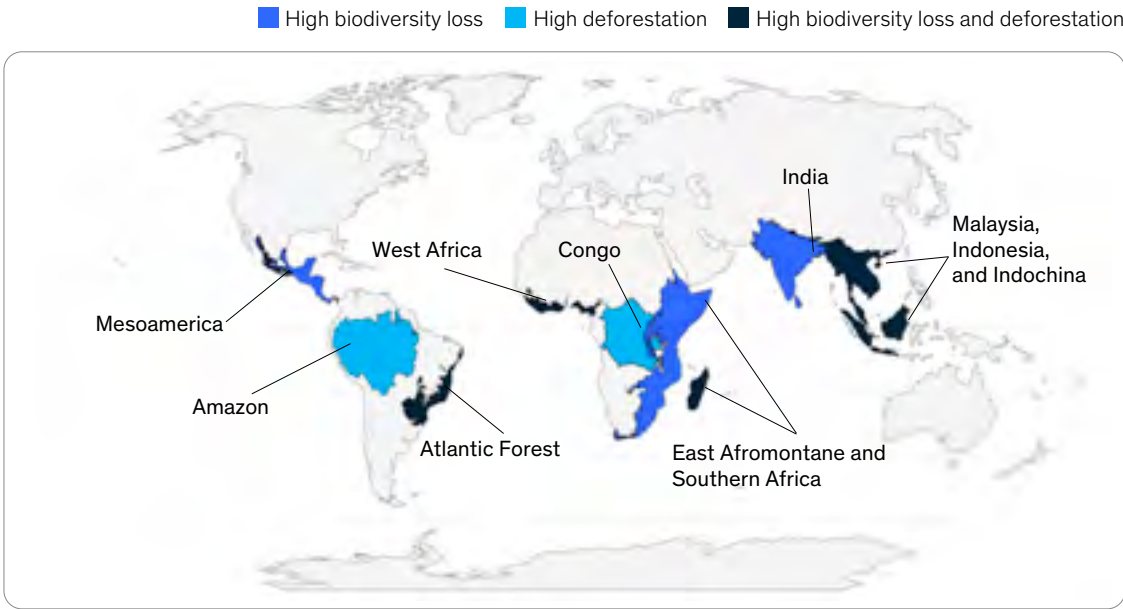 High biodiversity loss
High deforestation
High biodiversity loss and deforestation
India
Malaysia,
Indonesia,
and Indochina
West Africa
Congo
Mesoamerica
Amazon
Atlantic Forest
East Afromontane and
Southern Africa